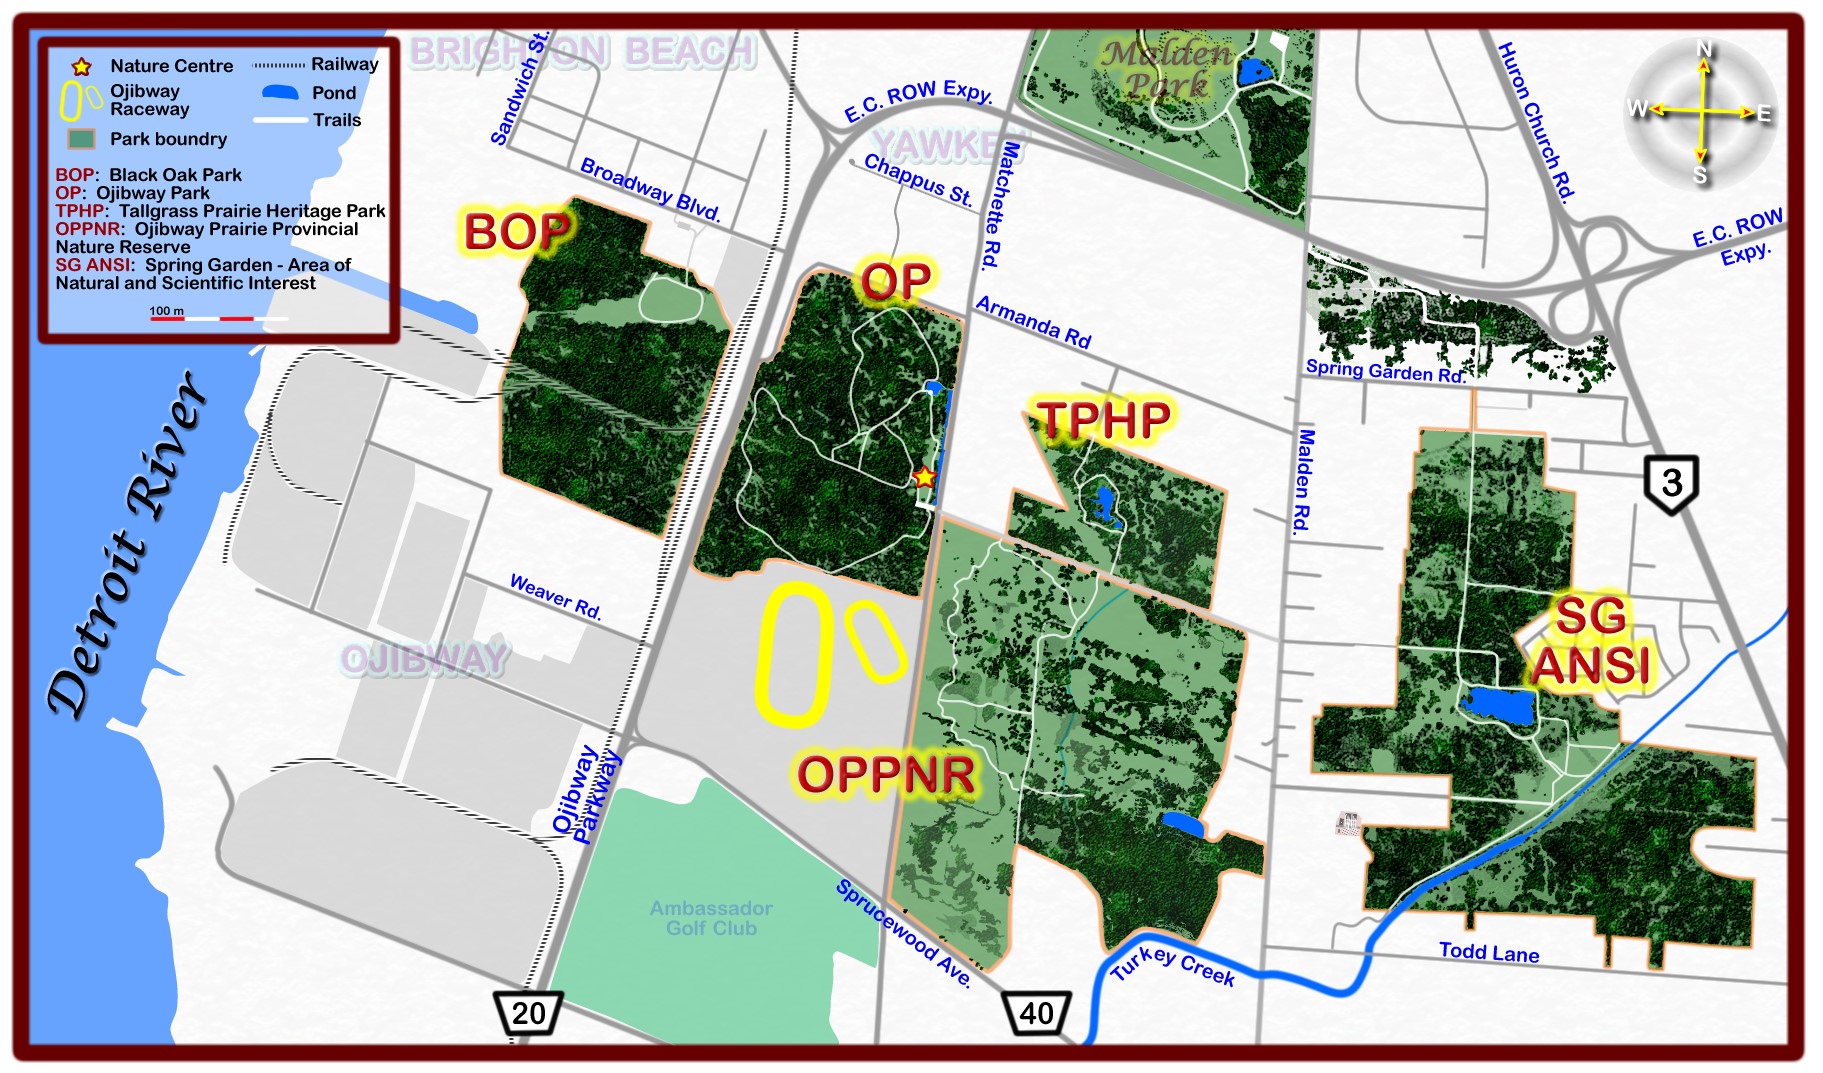 Nature Centre
Railway
Ojibway
Raceway
Pond
Trails
Park boundry
BOP: Black Oak Park
OP: Ojibway Park
TPHP: Tallgrass Prairie Heritage Park
OPPNR: Ojibway Prairie Provincial
Nature Reserve
SG ANSI: Spring Garden - Area of
Natural and Scientific Interest
100 m
BRIGHTON BEACH
Sandwich St.
E.C. ROW Expy.
YAWKEY
Malden
Park
Huron Church Rd.
N
W
E
S
Chappus St.
Matchette Rd.
Broadway Blvd.
BOP
OP
E.C. ROW
Expy.
Armanda Rd
Spring Garden Rd.
TPHP
Malden Rd.
3
Detroit River
Weaver Rd.
OJIBWAY
SG
ANSI
OPPNR
Ojibway
Parkway
Ambassador
Golf Club
Sprucewood Ave.
Turkey Creek
Todd Lane
20
40